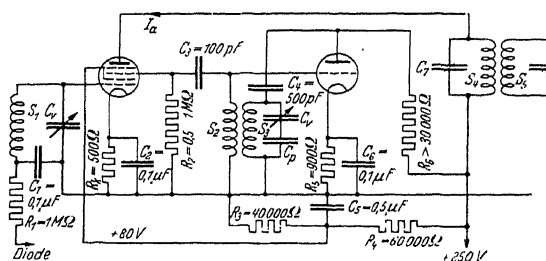 Iₐ
C₃=100pF
C₇
S₄
S₅
S₁
Cᵥ
C₄=
500pF
S₂
S₃
Cᵥ
Cₚ
C₁=
0,1µF
R₁=1MΩ
Diode
Rₖ=500Ω
C₂=
0,1µF
R₂=0,5 1MΩ
R₅=900Ω
C₆=
0,1µF
R₆>30000Ω
C₅=0,5µF
R₃=40000Ω
R₄=60000Ω
+80V
+250V